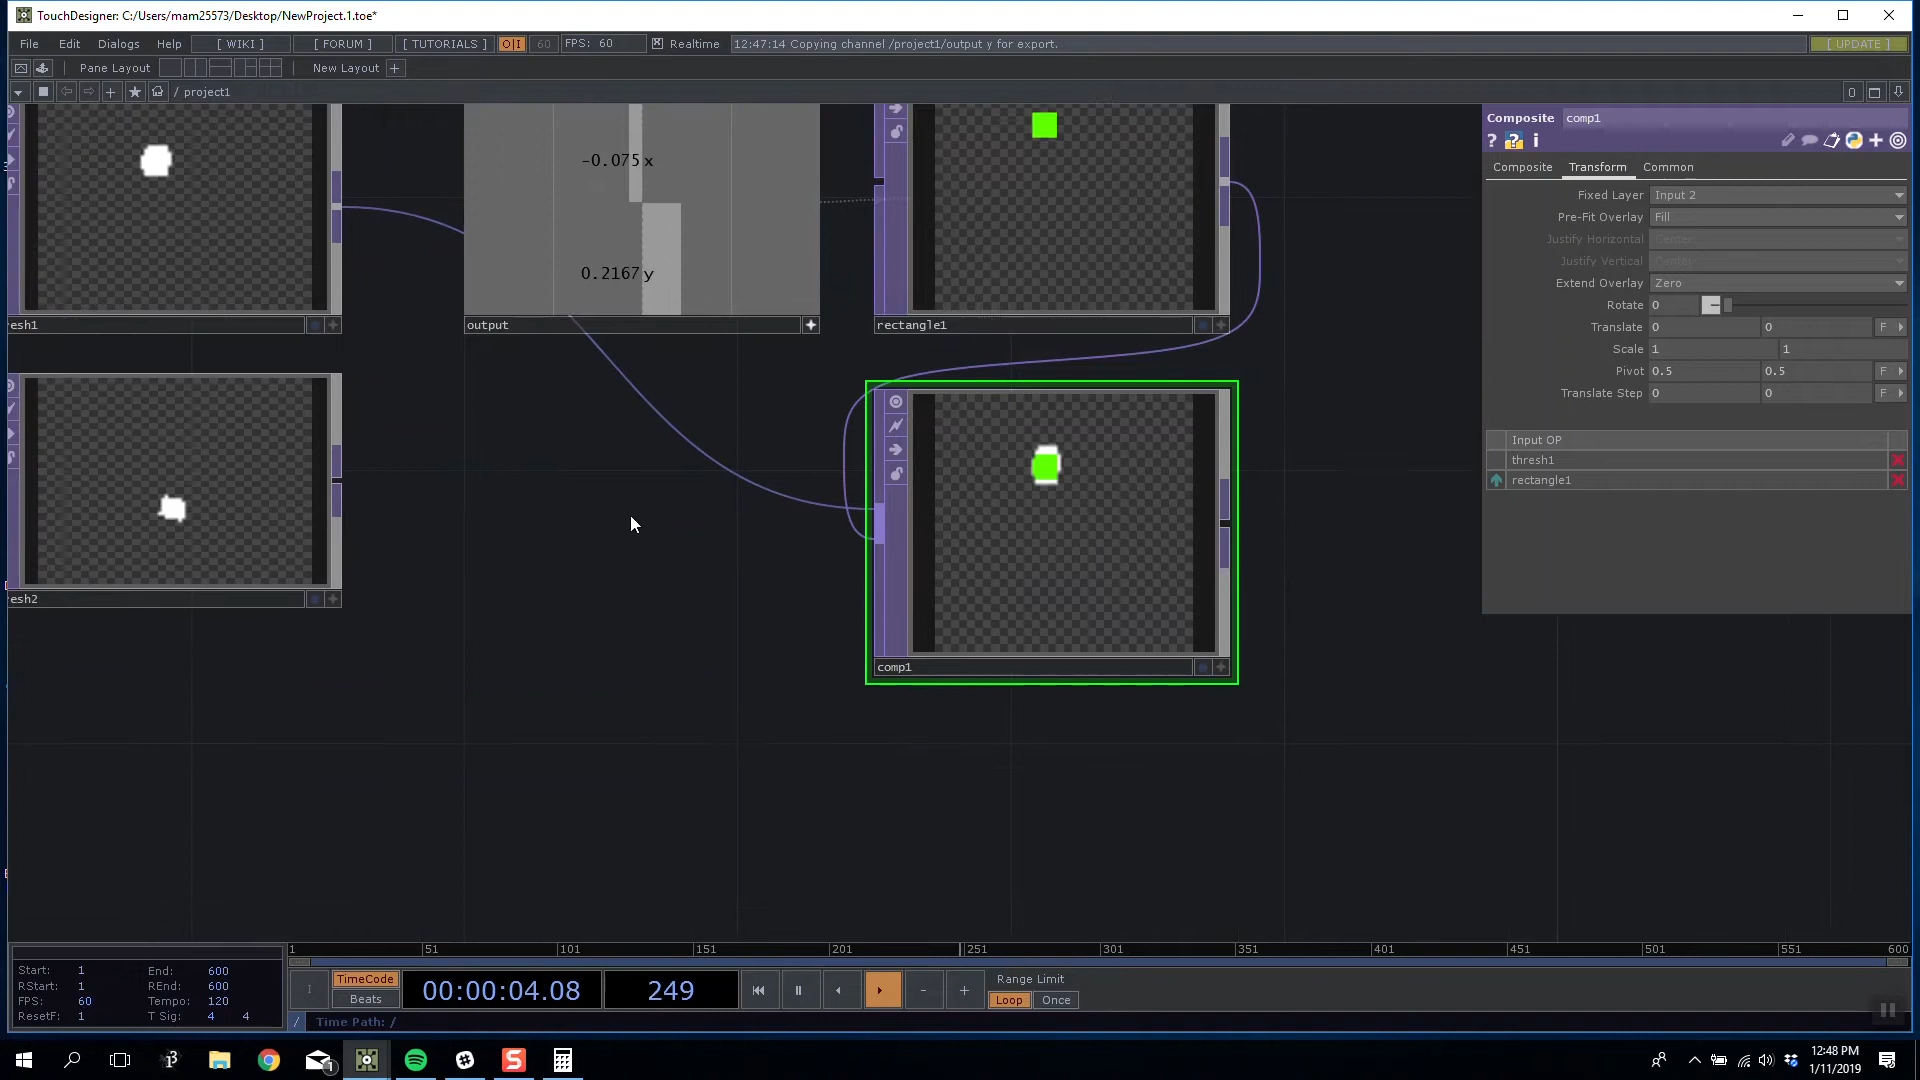 TouchDesigner: C:/Users/mam25573/Desktop/NewProject.1.toe*
File Edit Dialogs Help [ WIKI ] [ FORUM ] [ TUTORIALS ] O|I 60 FPS: 60 Realtime 12:47:14 Copying channel /project1/output y for export. [ UPDATE ]
Pane Layout New Layout +
/ project1 0
Composite comp1
? ? i
Composite Transform Common
Fixed Layer Input 2
Pre-Fit Overlay Fill
Justify Horizontal Center
Justify Vertical Center
Extend Overlay Zero
Rotate 0
Translate 0 0 F
Scale 1 1
Pivot 0.5 0.5 F
Translate Step 0 0 F
Input OP
thresh1
rectangle1
-0.075 x
0.2167 y
esh1
output
rectangle1
esh2
comp1
1 51 101 151 201 251 301 351 401 451 501 551 600
Start: 1 End: 600
RStart: 1 REnd: 600
FPS: 60 Tempo: 120
ResetF: 1 T Sig: 4 4
I
TimeCode
Beats
00:00:04.08
249
Range Limit
Loop Once
/ Time Path: /
12:48 PM
1/11/2019